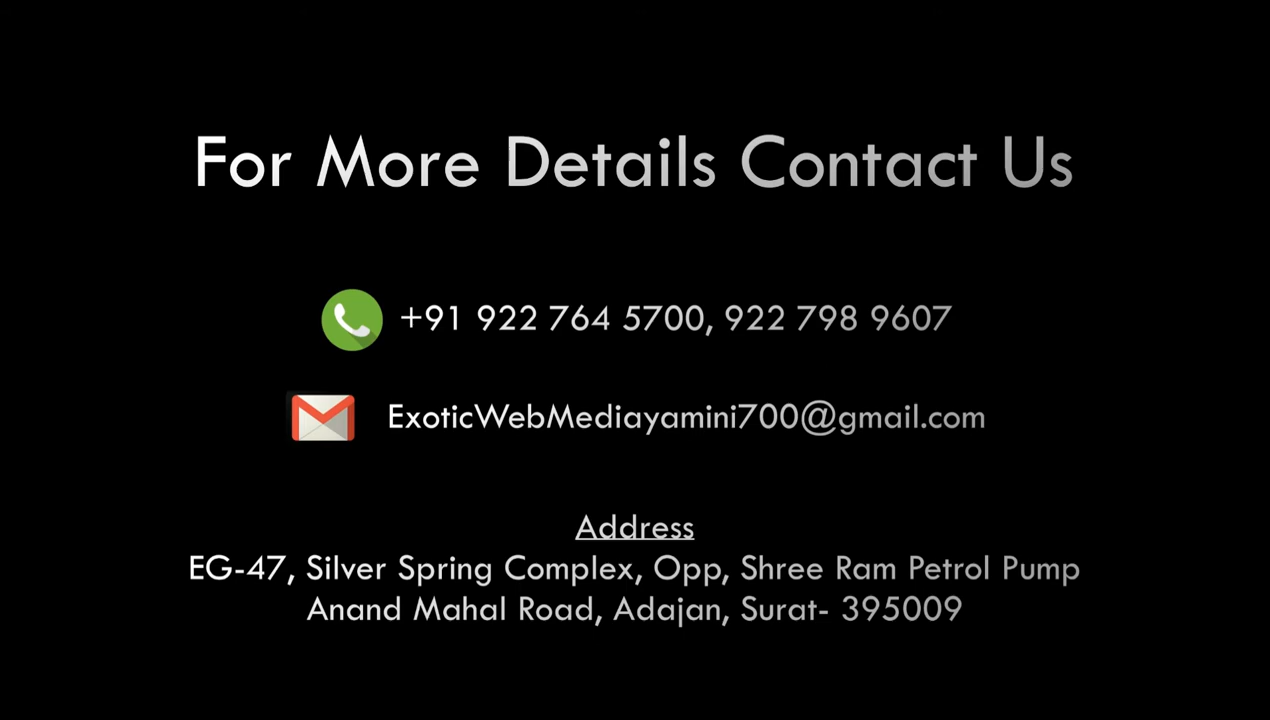 For More Details Contact Us
+91 922 764 5700, 922 798 9607
ExoticWebMediayamini700@gmail.com
Address
EG-47, Silver Spring Complex, Opp, Shree Ram Petrol Pump
Anand Mahal Road, Adajan, Surat- 395009